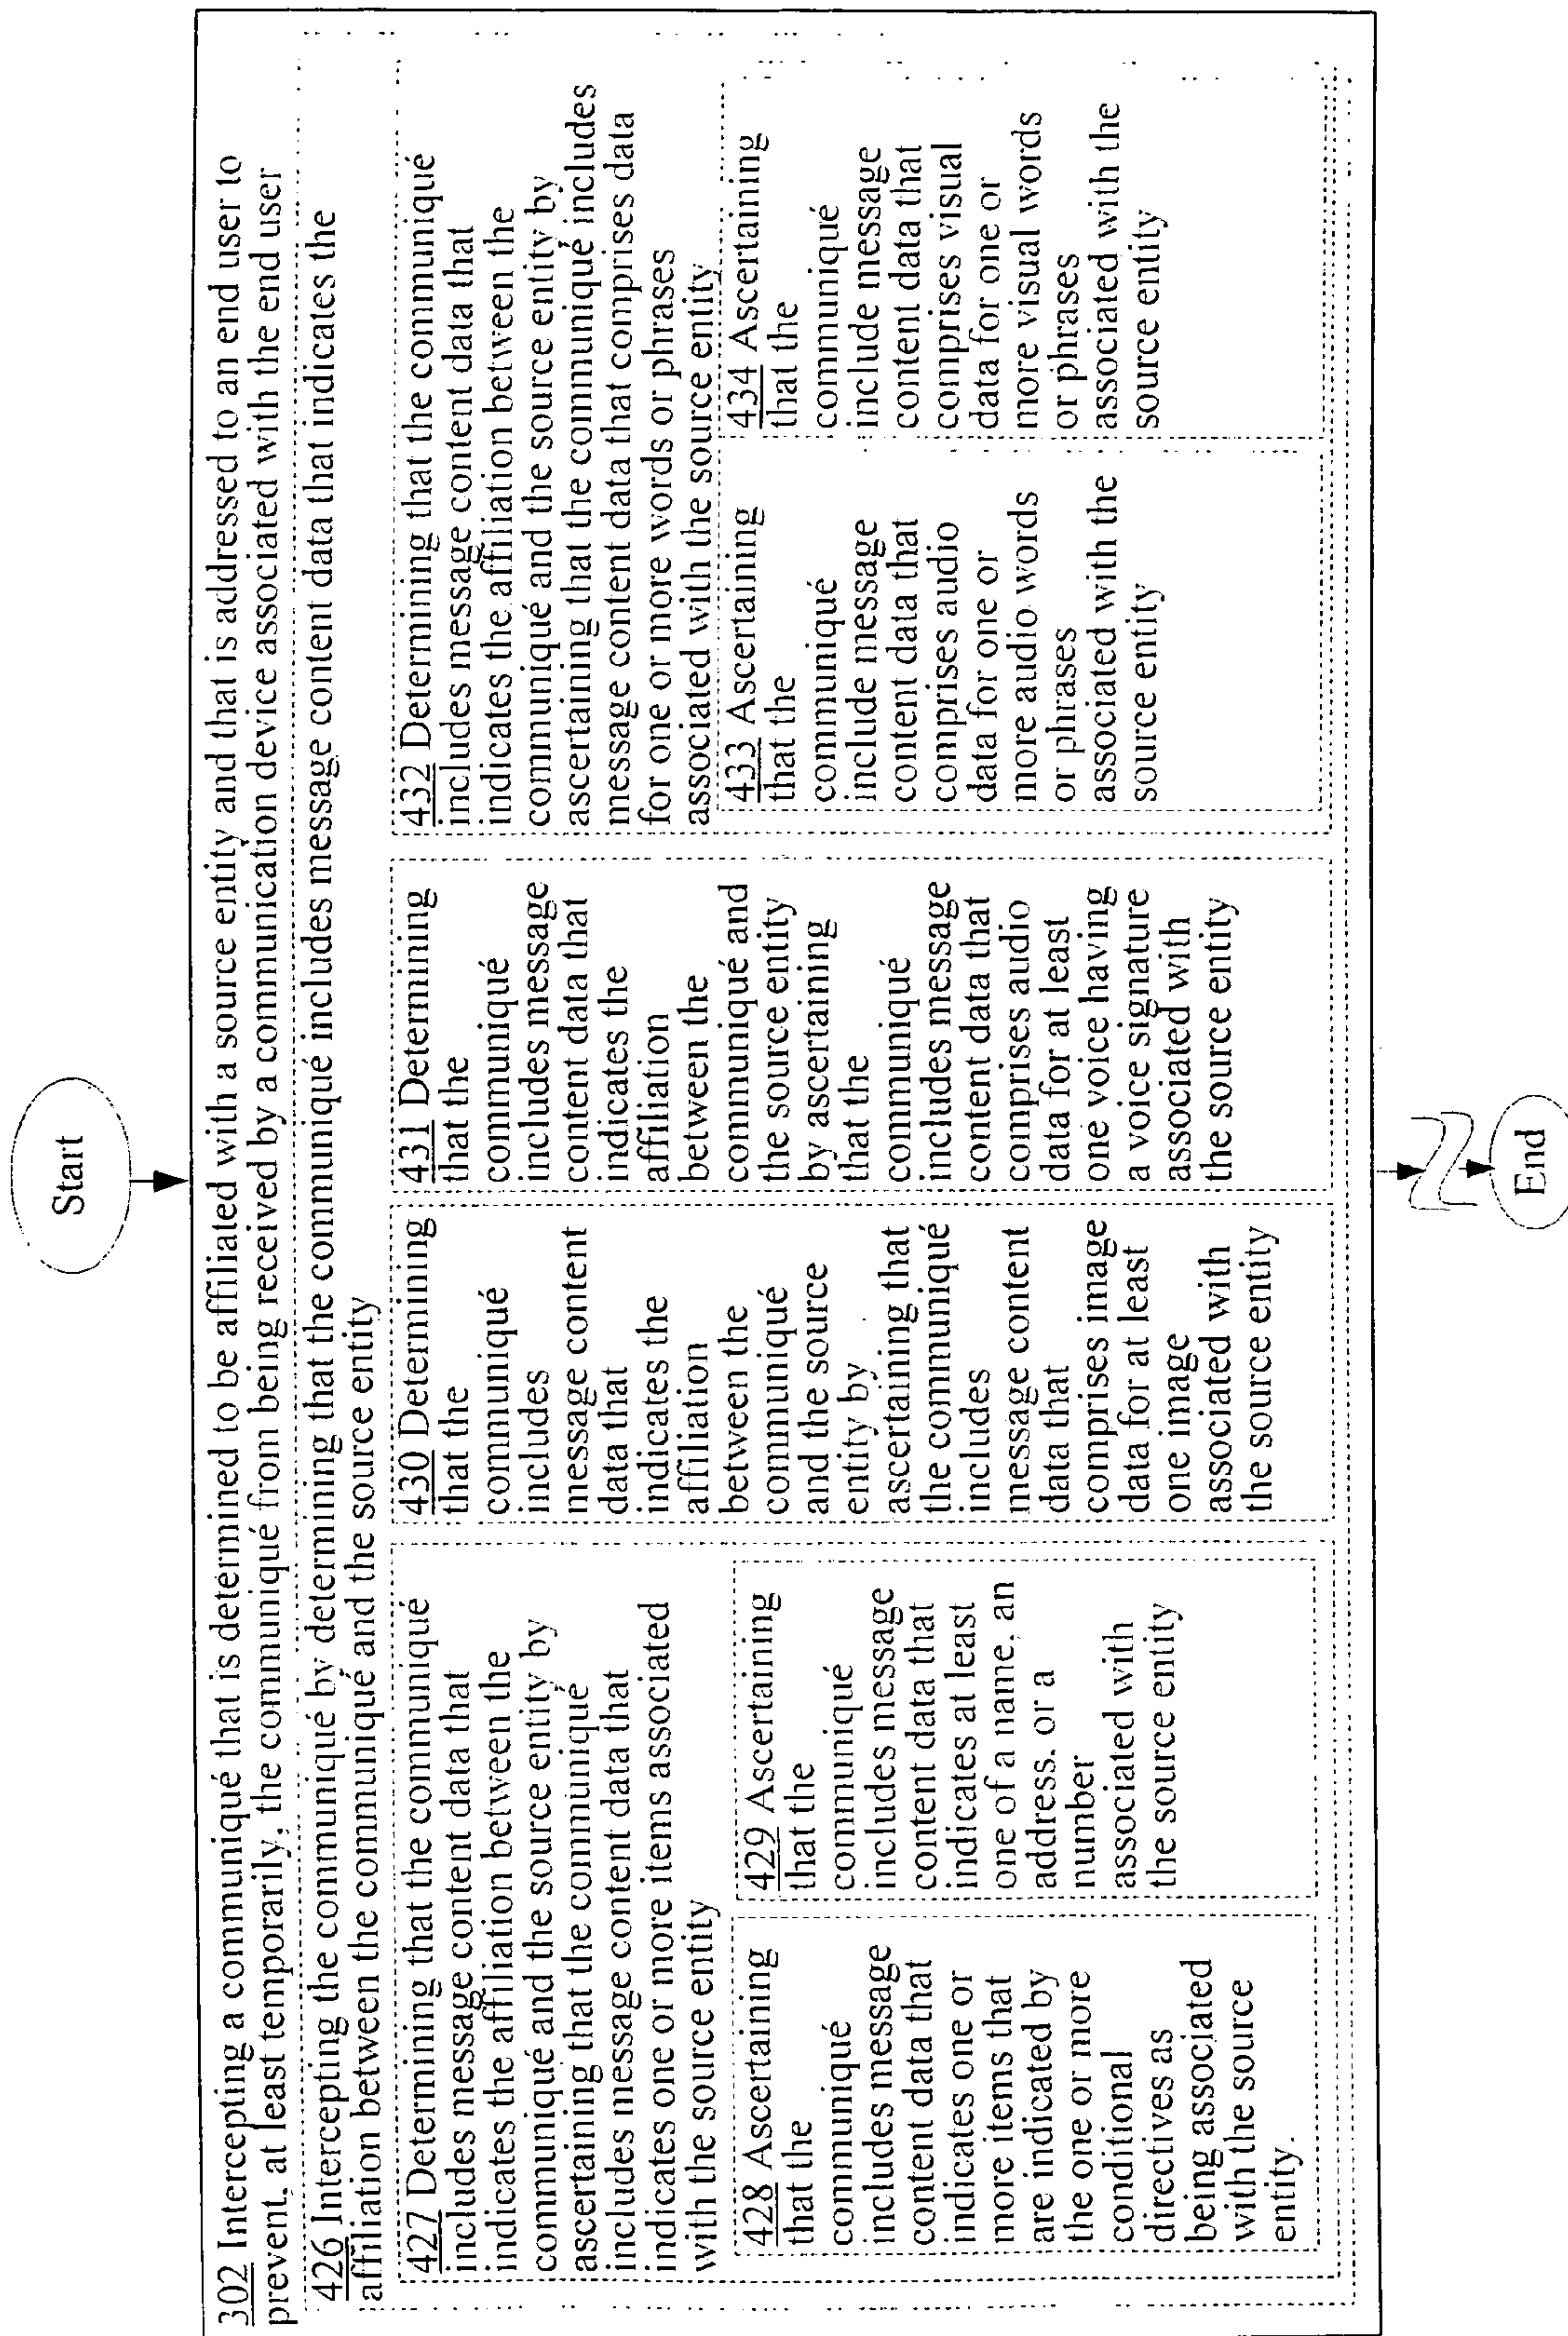 Start
302 Intercepting a communiqué that is determined to be affiliated with a source entity and that is addressed to an end user to
prevent, at least temporarily, the communiqué from being received by a communication device associated with the end user
426 Intercepting the communiqué by determining that the communiqué includes message content data that indicates the
affiliation between the communiqué and the source entity
427 Determining that the communiqué
includes message content data that
indicates the affiliation between the
communiqué and the source entity by
ascertaining that the communiqué
includes message content data that
indicates one or more items associated
with the source entity
428 Ascertaining
that the
communiqué
includes message
content data that
indicates one or
more items that
are indicated by
the one or more
conditional
directives as
being associated
with the source
entity.
429 Ascertaining
that the
communiqué
includes message
content data that
indicates at least
one of a name, an
address, or a
number
associated with
the source entity
430 Determining
that the
communiqué
includes
message content
data that
indicates the
affiliation
between the
communiqué
and the source
entity by
ascertaining that
the communiqué
includes
message content
data that
comprises image
data for at least
one image
associated with
the source entity
431 Determining
that the
communiqué
includes message
content data that
indicates the
affiliation
between the
communiqué and
the source entity
by ascertaining
that the
communiqué
includes message
content data that
comprises audio
data for at least
one voice having
a voice signature
associated with
the source entity
432 Determining that the communiqué
includes message content data that
indicates the affiliation between the
communiqué and the source entity by
ascertaining that the communiqué includes
message content data that comprises data
for one or more words or phrases
associated with the source entity
433 Ascertaining
that the
communiqué
include message
content data that
comprises audio
data for one or
more audio words
or phrases
associated with the
source entity
434 Ascertaining
that the
communiqué
include message
content data that
comprises visual
data for one or
more visual words
or phrases
associated with the
source entity
End